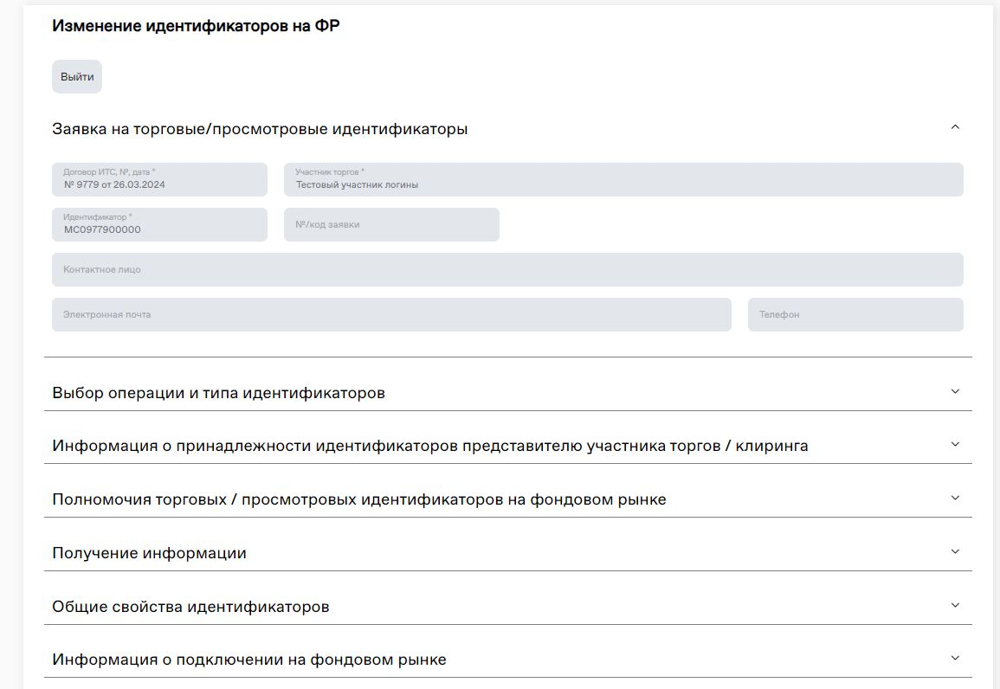 Изменение идентификаторов на ФР
Выйти
Заявка на торговые/просмотровые идентификаторы
Договор ИТС, №, дата *
№ 9779 от 26.03.2024
Участник торгов *
Тестовый участник логины
Идентификатор *
MC0977900000
№/код заявки
Контактное лицо
Электронная почта
Телефон
Выбор операции и типа идентификаторов
Информация о принадлежности идентификаторов представителю участника торгов / клиринга
Полномочия торговых / просмотровых идентификаторов на фондовом рынке
Получение информации
Общие свойства идентификаторов
Информация о подключении на фондовом рынке